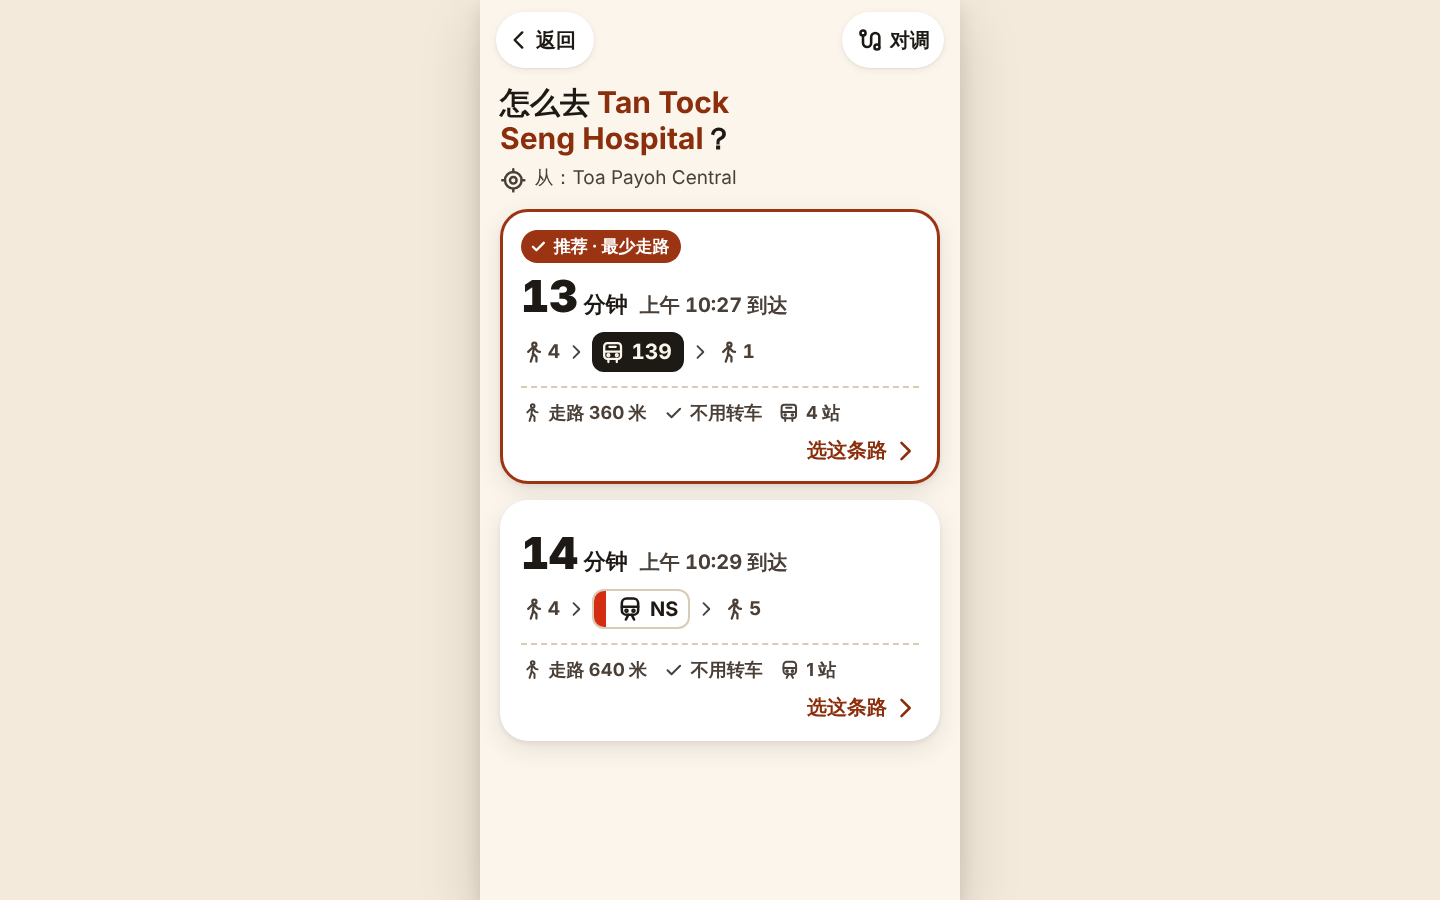 返回
对调
怎么去 Tan Tock
Seng Hospital？
从：Toa Payoh Central
推荐 · 最少走路
13 分钟 上午 10:27 到达
4 139 1
走路 360 米 不用转车 4 站
选这条路
14 分钟 上午 10:29 到达
4 NS 5
走路 640 米 不用转车 1 站
选这条路